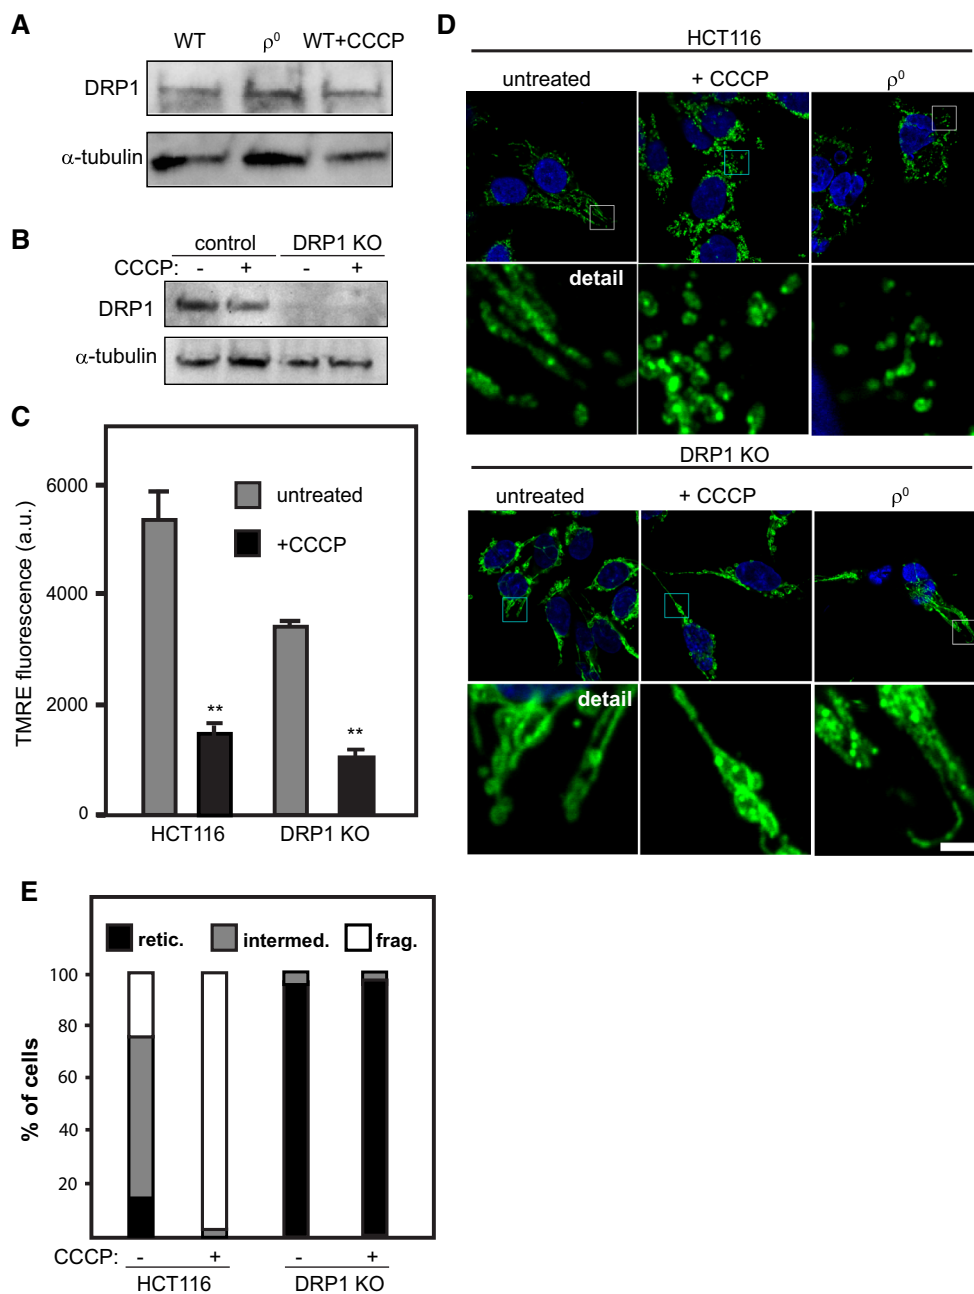 A
WT ρ⁰ WT+CCCP
DRP1
α-tubulin
B
control DRP1 KO
CCCP: - + - +
DRP1
α-tubulin
C
TMRE fluorescence (a.u.)
6000
4000
2000
0
untreated
+CCCP
**
**
HCT116 DRP1 KO
D
HCT116
untreated + CCCP ρ⁰
detail
DRP1 KO
untreated + CCCP ρ⁰
detail
E
retic. intermed. frag.
% of cells
100
80
60
40
20
CCCP: - + - +
HCT116 DRP1 KO